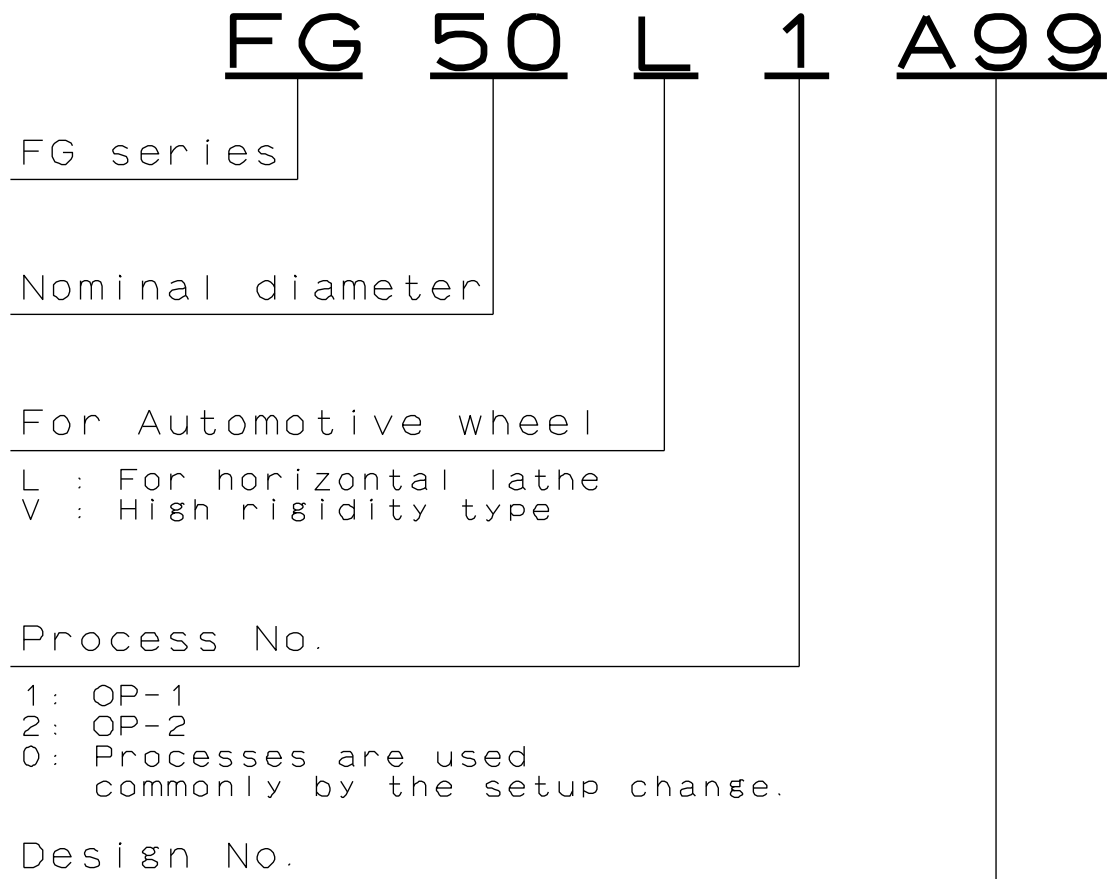 FG 50 L 1 A99
FG series
Nominal diameter
For Automotive wheel
L : For horizontal lathe
V : High rigidity type
Process No.
1: OP-1
2: OP-2
0: Processes are used
commonly by the setup change.
Design No.